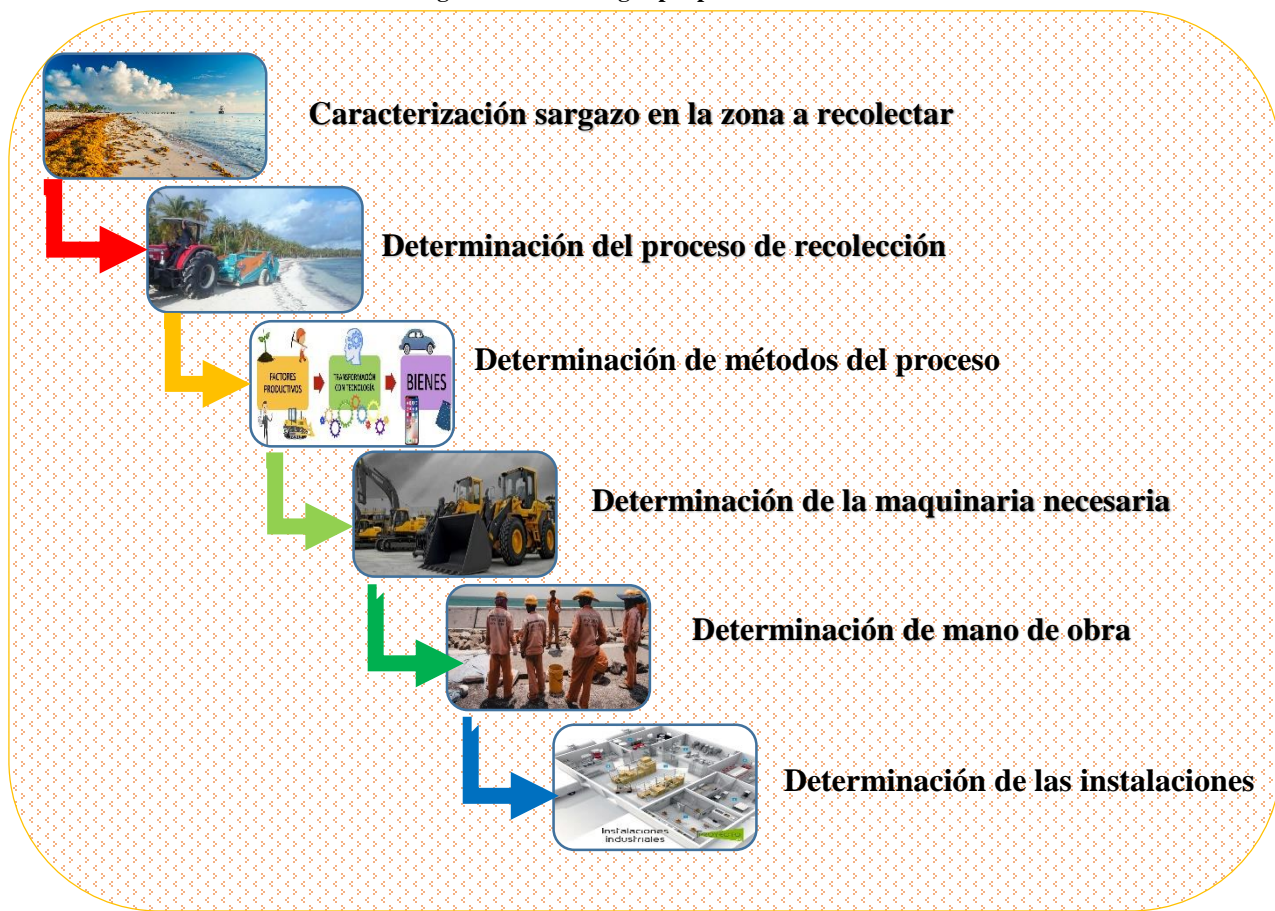 Caracterización sargazo en la zona a recolectar
Determinación del proceso de recolección
Determinación de métodos del proceso
FACTORES
PRODUCTIVOS
TRANSFORMACIÓN
CON TECNOLOGÍA
BIENES
Determinación de la maquinaria necesaria
Determinación de mano de obra
Determinación de las instalaciones
Instalaciones
industriales